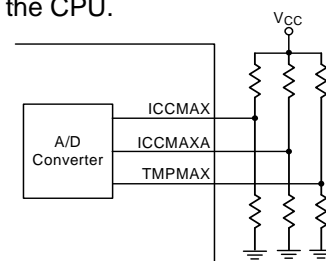 the CPU.
VCC
ICCMAX
A/D
Converter
ICCMAXA
TMPMAX